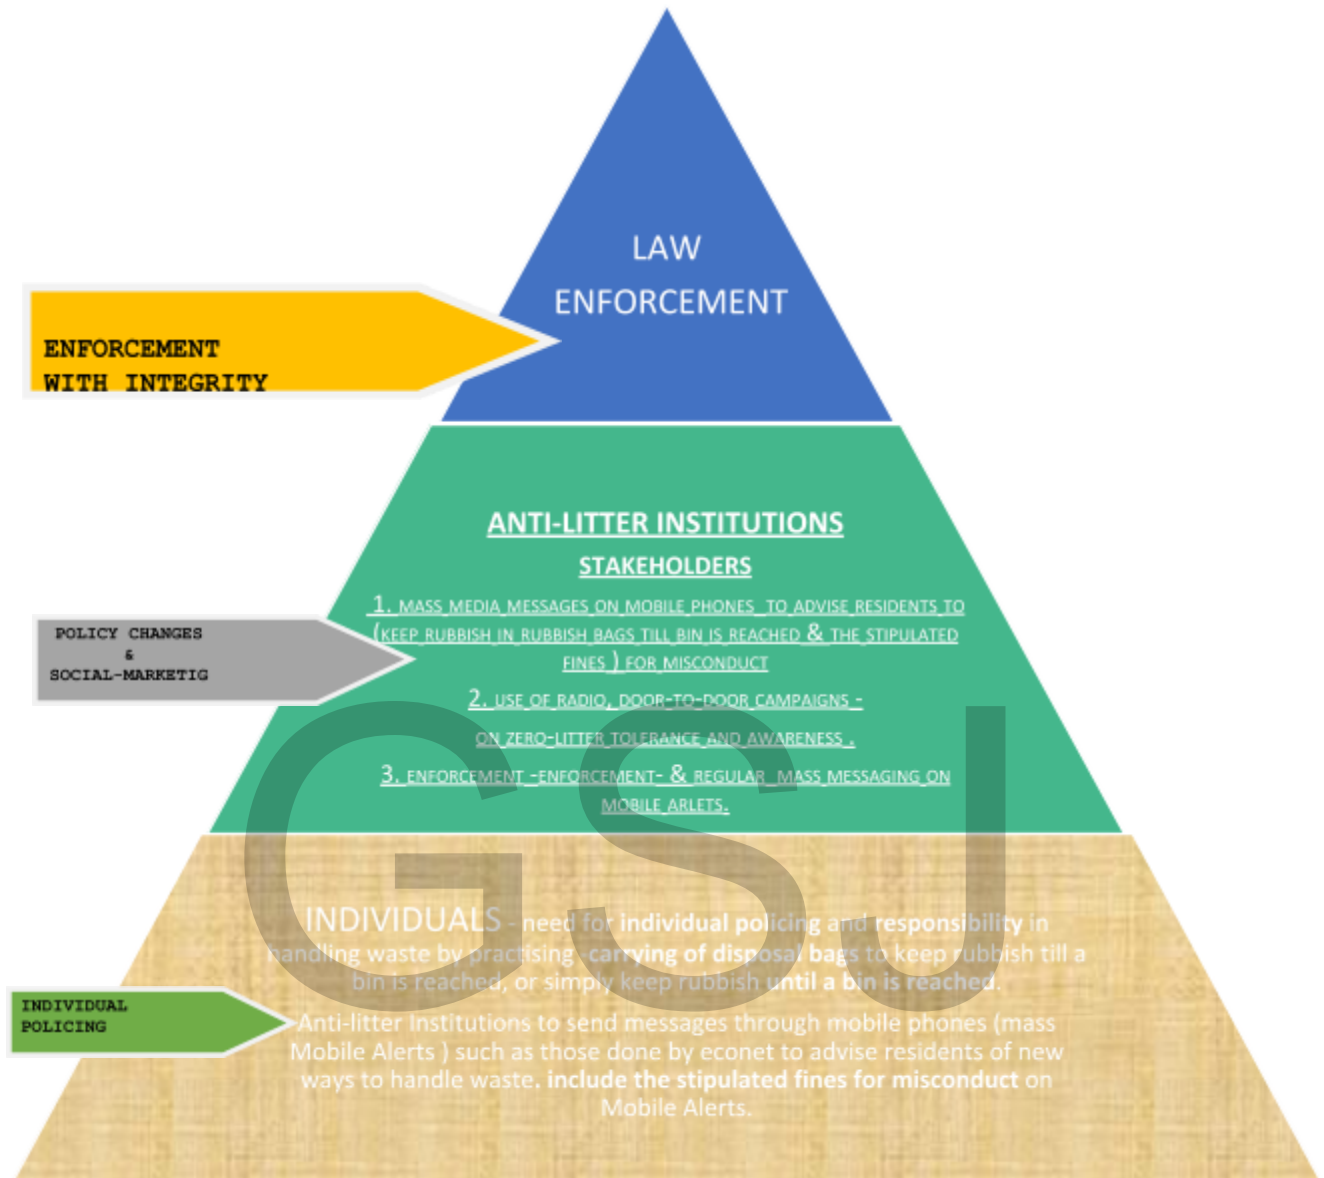 LAW
ENFORCEMENT
ENFORCEMENT
WITH INTEGRITY
ANTI-LITTER INSTITUTIONS
STAKEHOLDERS
1. MASS MEDIA MESSAGES ON MOBILE PHONES TO ADVISE RESIDENTS TO
(KEEP RUBBISH IN RUBBISH BAGS TILL BIN IS REACHED & THE STIPULATED
FINES ) FOR MISCONDUCT
POLICY CHANGES
&
SOCIAL-MARKETIG
2. USE OF RADIO, DOOR-TO-DOOR CAMPAIGNS -
ON ZERO-LITTER TOLERANCE AND AWARENESS .
3. ENFORCEMENT -ENFORCEMENT- & REGULAR MASS MESSAGING ON
MOBILE ARLETS.
GSJ
INDIVIDUALS - need for individual policing and responsibility in
handling waste by practising -carrying of disposal bags to keep rubbish till a
bin is reached, or simply keep rubbish until a bin is reached.
INDIVIDUAL
POLICING
Anti-litter Institutions to send messages through mobile phones (mass
Mobile Alerts ) such as those done by econet to advise residents of new
ways to handle waste. include the stipulated fines for misconduct on
Mobile Alerts.